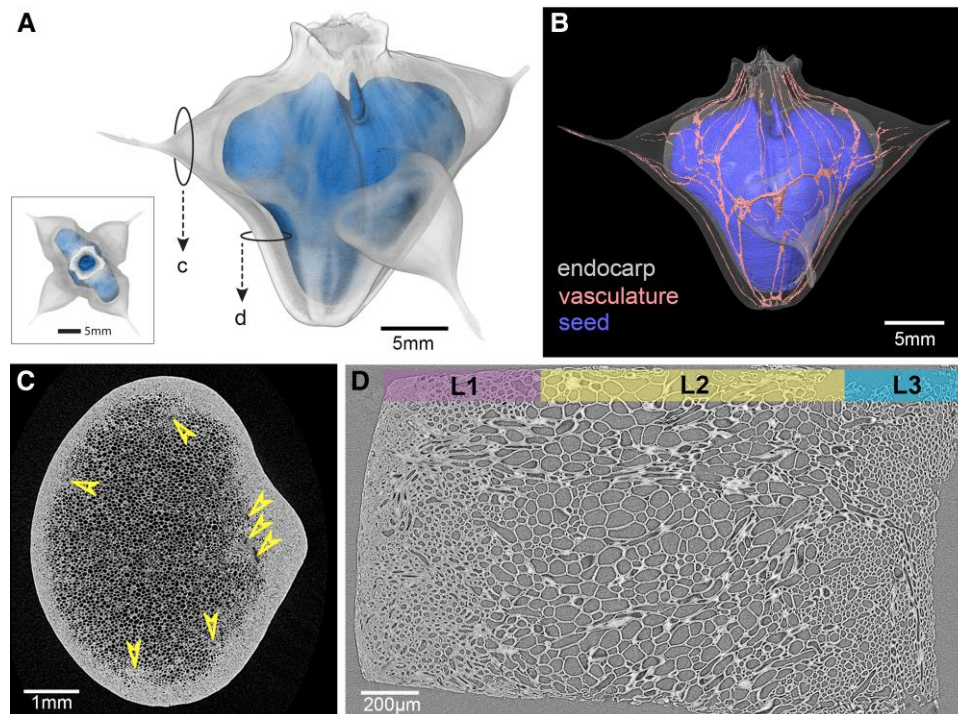 A
c
d
5mm
5mm
B
endocarp
vasculature
seed
5mm
C
1mm
D
L1 L2 L3
200µm